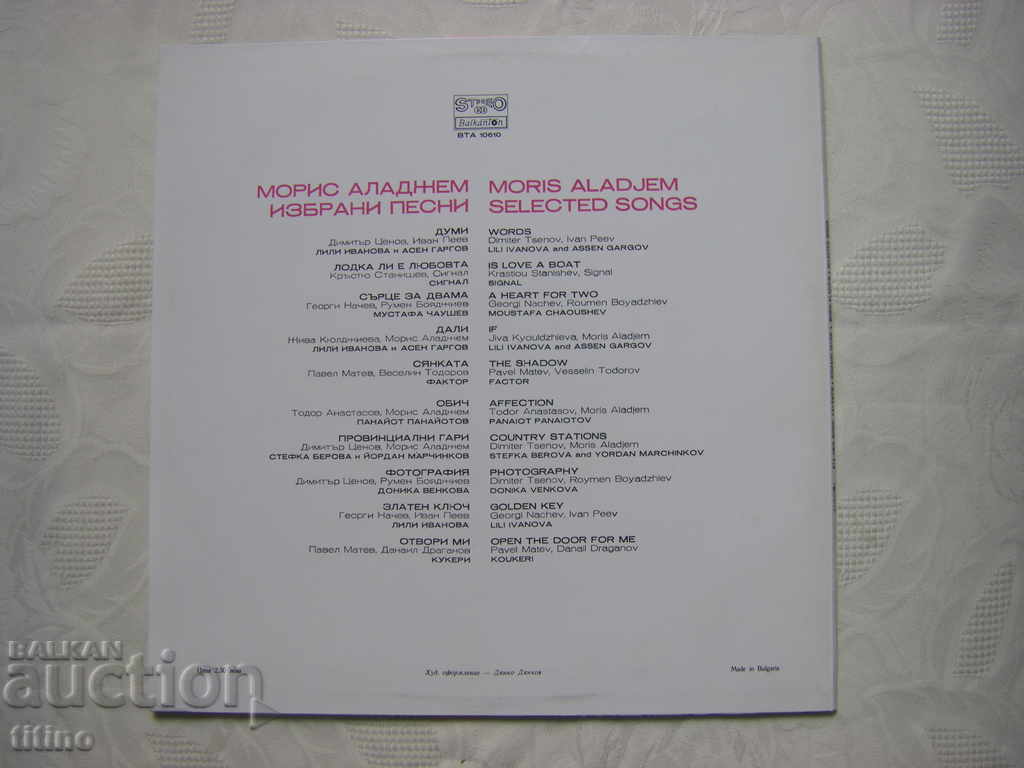 STEREO
BalkanTon
BTA 10610
МОРИС АЛАДЖЕМ
ИЗБРАНИ ПЕСНИ
ДУМИ
Димитър Ценов, Иван Пеев
ЛИЛИ ИВАНОВА и АСЕН ГАРГОВ
ЛОДКА ЛИ Е ЛЮБОВТА
Кръстю Станишев, Сигнал
СИГНАЛ
СЪРЦЕ ЗА ДВАМА
Георги Начев, Румен Бояджиев
МУСТАФА ЧАУШЕВ
ДАЛИ
Жива Кюлджиева, Морис Аладжем
ЛИЛИ ИВАНОВА и АСЕН ГАРГОВ
СЯНКАТА
Павел Матев, Веселин Тодоров
ФАКТОР
ОБИЧ
Тодор Анастасов, Морис Аладжем
ПАНАЙОТ ПАНАЙОТОВ
ПРОВИНЦИАЛНИ ГАРИ
Димитър Ценов, Морис Аладжем
СТЕФКА БЕРОВА и ЙОРДАН МАРЧИНКОВ
ФОТОГРАФИЯ
Димитър Ценов, Румен Бояджиев
ДОНИКА ВЕНКОВА
ЗЛАТЕН КЛЮЧ
Георги Начев, Иван Пеев
ЛИЛИ ИВАНОВА
ОТВОРИ МИ
Павел Матев, Данаил Драганов
КУКЕРИ
MORIS ALADJEM
SELECTED SONGS
WORDS
Dimiter Tsenov, Ivan Peev
LILI IVANOVA and ASSEN GARGOV
IS LOVE A BOAT
Krastiou Stanishev, Signal
SIGNAL
A HEART FOR TWO
Georgi Nachev, Roumen Boyadzhiev
MOUSTAFA CHAOUSHEV
IF
Jiva Kyouldzhieva, Moris Aladjem
LILI IVANOVA and ASSEN GARGOV
THE SHADOW
Pavel Matev, Vesselin Todorov
FACTOR
AFFECTION
Todor Anastasov, Moris Aladjem
PANAIOT PANAIOTOV
COUNTRY STATIONS
Dimiter Tsenov, Moris Aladjem
STEFKA BEROVA and YORDAN MARCHINKOV
PHOTOGRAPHY
Dimiter Tsenov, Roymen Boyadzhiev
DONIKA VENKOVA
GOLDEN KEY
Georgi Nachev, Ivan Peev
LILI IVANOVA
OPEN THE DOOR FOR ME
Pavel Matev, Danail Draganov
KOUKERI
Цена 2,50 лева
Худ. оформление — Дянко Дянков
Made in Bulgaria
BALKAN
auction
titino